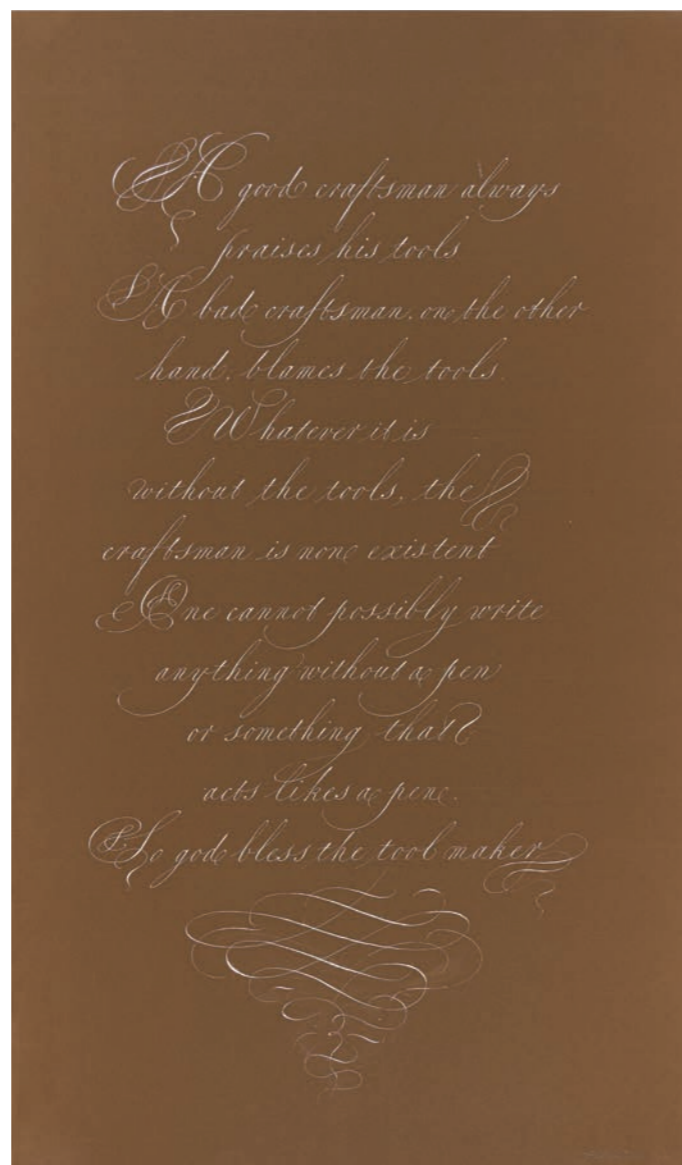 A good craftsman always
praises his tools
A bad craftsman. on the other
hand. blames the tools.
Whatever it is
without the tools, the
craftsman is none existent
One cannot possibly write
anything without a pen
or something that
acts likes a pen.
So god bless the tool maker